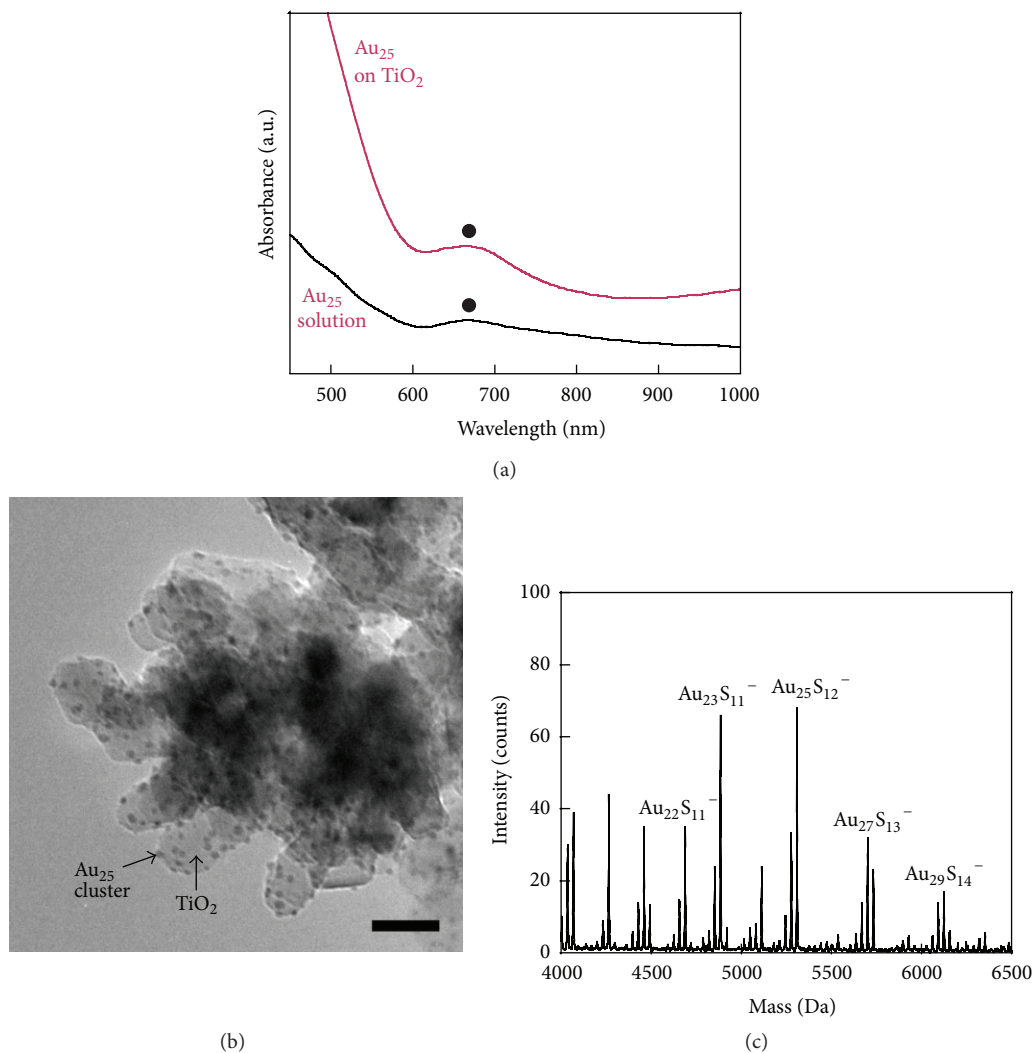 Absorbance (a.u.)
Au25
on TiO2
Au25
solution
500 600 700 800 900 1000
Wavelength (nm)
(a)
Au25
cluster
TiO2
(b)
Intensity (counts)
100
80
60
40
20
0
Au23S11−
Au25S12−
Au22S11−
Au27S13−
Au29S14−
4000 4500 5000 5500 6000 6500
Mass (Da)
(c)